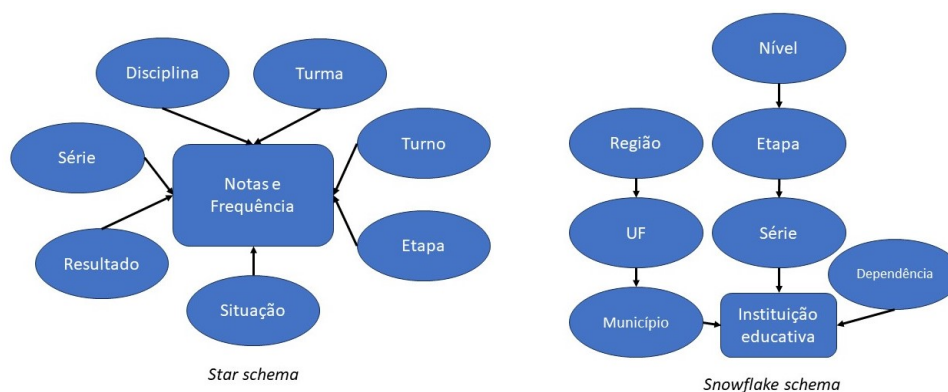 Disciplina
Turma
Série
Turno
Notas e
Frequência
Resultado
Etapa
Situação
Star schema
Nível
Região
Etapa
UF
Série
Dependência
Município
Instituição
educativa
Snowflake schema